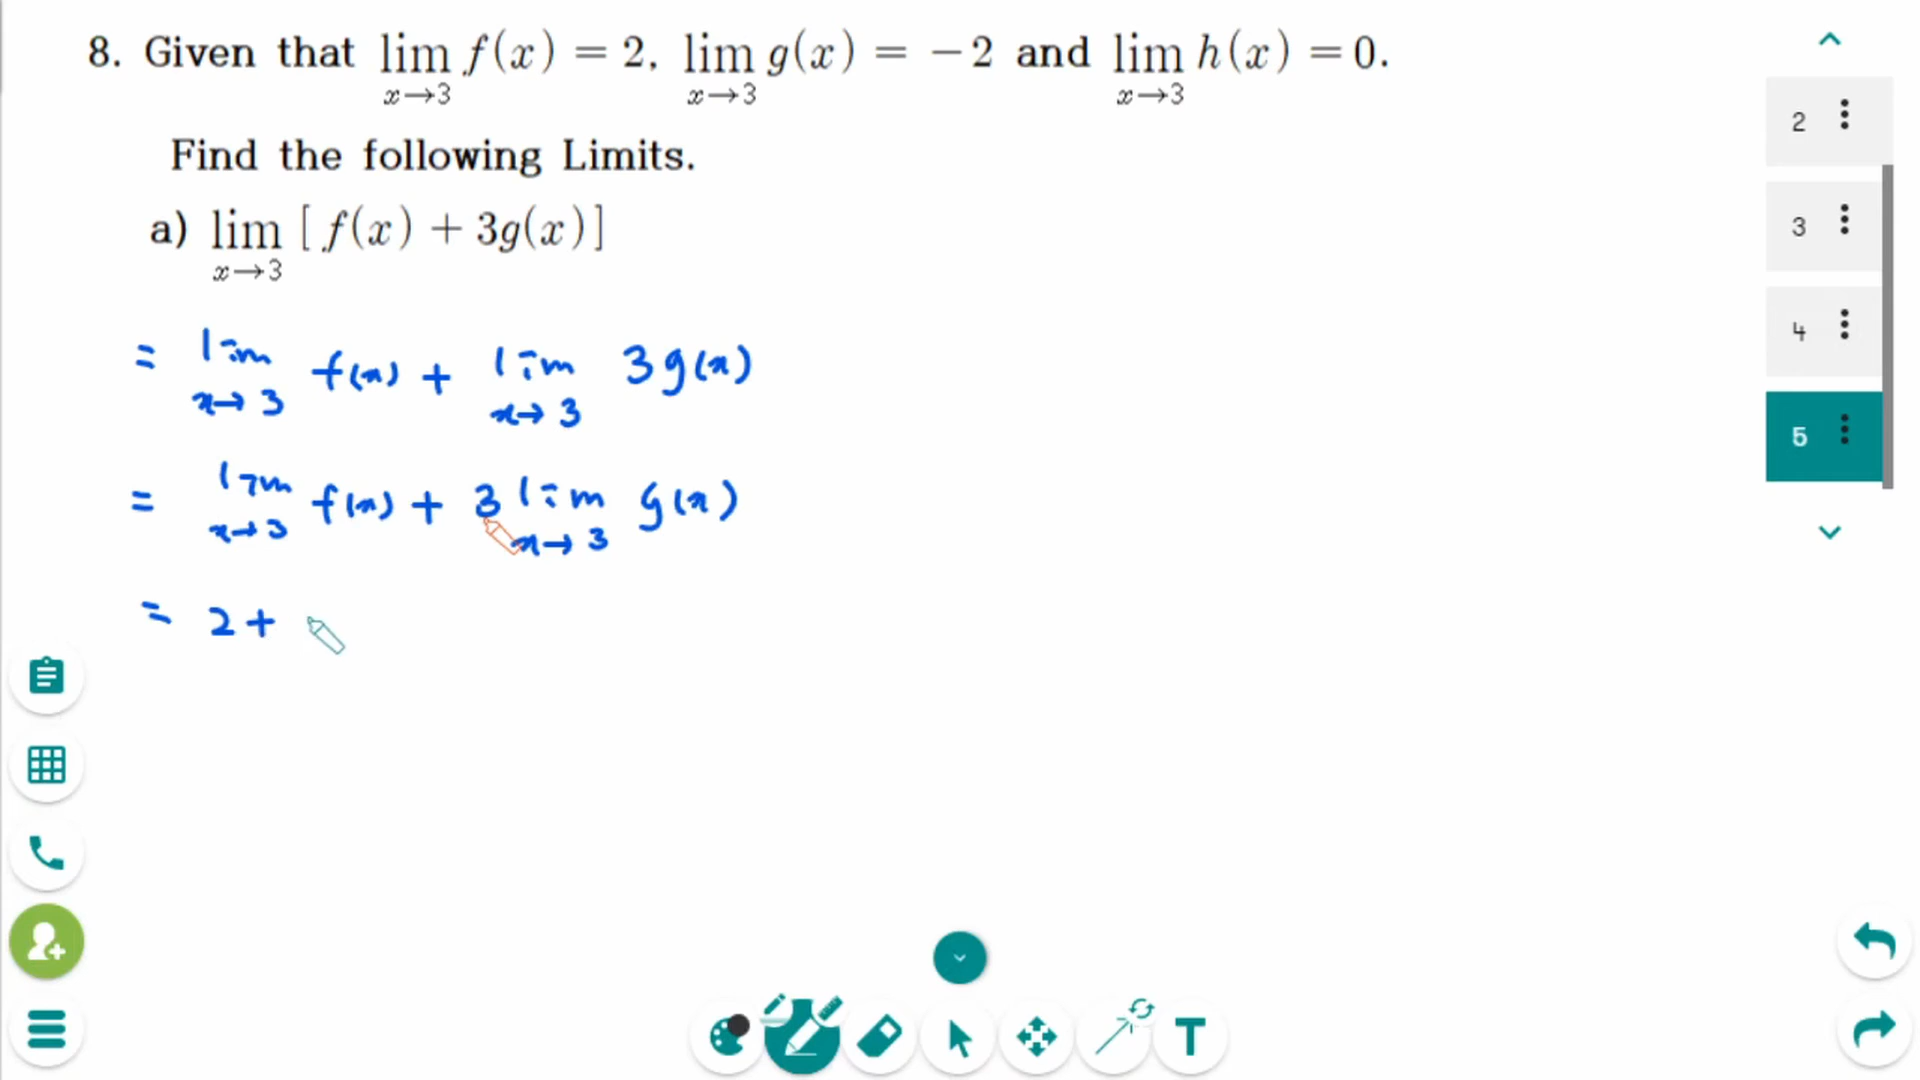 8. Given that lim x→3 f(x) = 2, lim x→3 g(x) = −2 and lim x→3 h(x) = 0.
Find the following Limits.
a) lim x→3 [f(x) + 3g(x)]
= lim x→3 f(x) + lim x→3 3g(x)
= lim x→3 f(x) + 3 lim x→3 g(x)
= 2 +
2
3
4
5
T